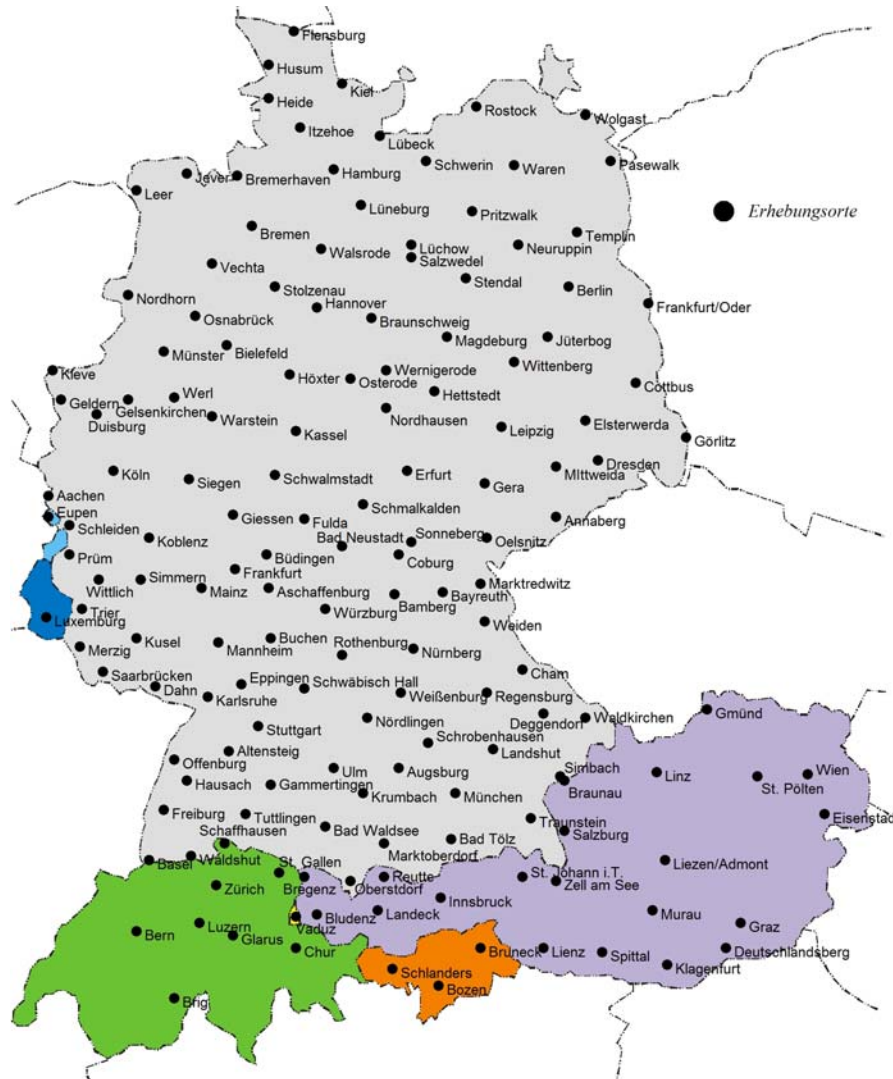 Flensburg
Husum
Kiel
Heide
Rostock
Wolgast
Itzehoe
Lübeck
Schwerin
Waren
Pasewalk
Jever
Bremerhaven
Hamburg
Leer
Lüneburg
Pritzwalk
Erhebungsorte
Bremen
Templin
Walsrode
Lüchow
Neuruppin
Salzwedel
Vechta
Stendal
Stolzenau
Berlin
Nordhorn
Hannover
Frankfurt/Oder
Osnabrück
Braunschweig
Magdeburg
Jüterbog
Münster
Bielefeld
Wittenberg
Kleve
Höxter
Osterode
Wernigerode
Cottbus
Hettstedt
Geldern
Gelsenkirchen
Werl
Duisburg
Warstein
Nordhausen
Elsterwerda
Kassel
Leipzig
Görlitz
Köln
Siegen
Schwalmstadt
Erfurt
Gera
MIttweida
Dresden
Aachen
Eupen
Schleiden
Giessen
Fulda
Schmalkalden
Annaberg
Koblenz
Bad Neustadt
Sonneberg
Oelsnitz
Prüm
Büdingen
Coburg
Wittlich
Simmern
Frankfurt
Mainz
Aschaffenburg
Marktredwitz
Bamberg
Bayreuth
Luxemburg
Trier
Würzburg
Weiden
Merzig
Kusel
Mannheim
Buchen
Rothenburg
Nürnberg
Saarbrücken
Dahn
Karlsruhe
Eppingen
Schwäbisch Hall
Weißenburg
Regensburg
Cham
Stuttgart
Nördlingen
Deggendorf
Waldkirchen
Gmünd
Altensteig
Schrobenhausen
Landshut
Offenburg
Hausach
Gammertingen
Ulm
Augsburg
Simbach
Braunau
Linz
St. Pölten
Wien
Krumbach
München
Freiburg
Tuttlingen
Schaffhausen
Bad Waldsee
Bad Tölz
Traunstein
Salzburg
Eisenstad
Basel
Waldshut
St. Gallen
Marktoberdorf
Liezen/Admont
Zürich
Bregenz
Oberstdorf
Reutte
St. Johann i.T.
Zell am See
Innsbruck
Bern
Luzern
Glarus
Vaduz
Bludenz
Landeck
Murau
Graz
Chur
Bruneck
Lienz
Spittal
Deutschlandsberg
Klagenfurt
Schlanders
Bozen
Brig